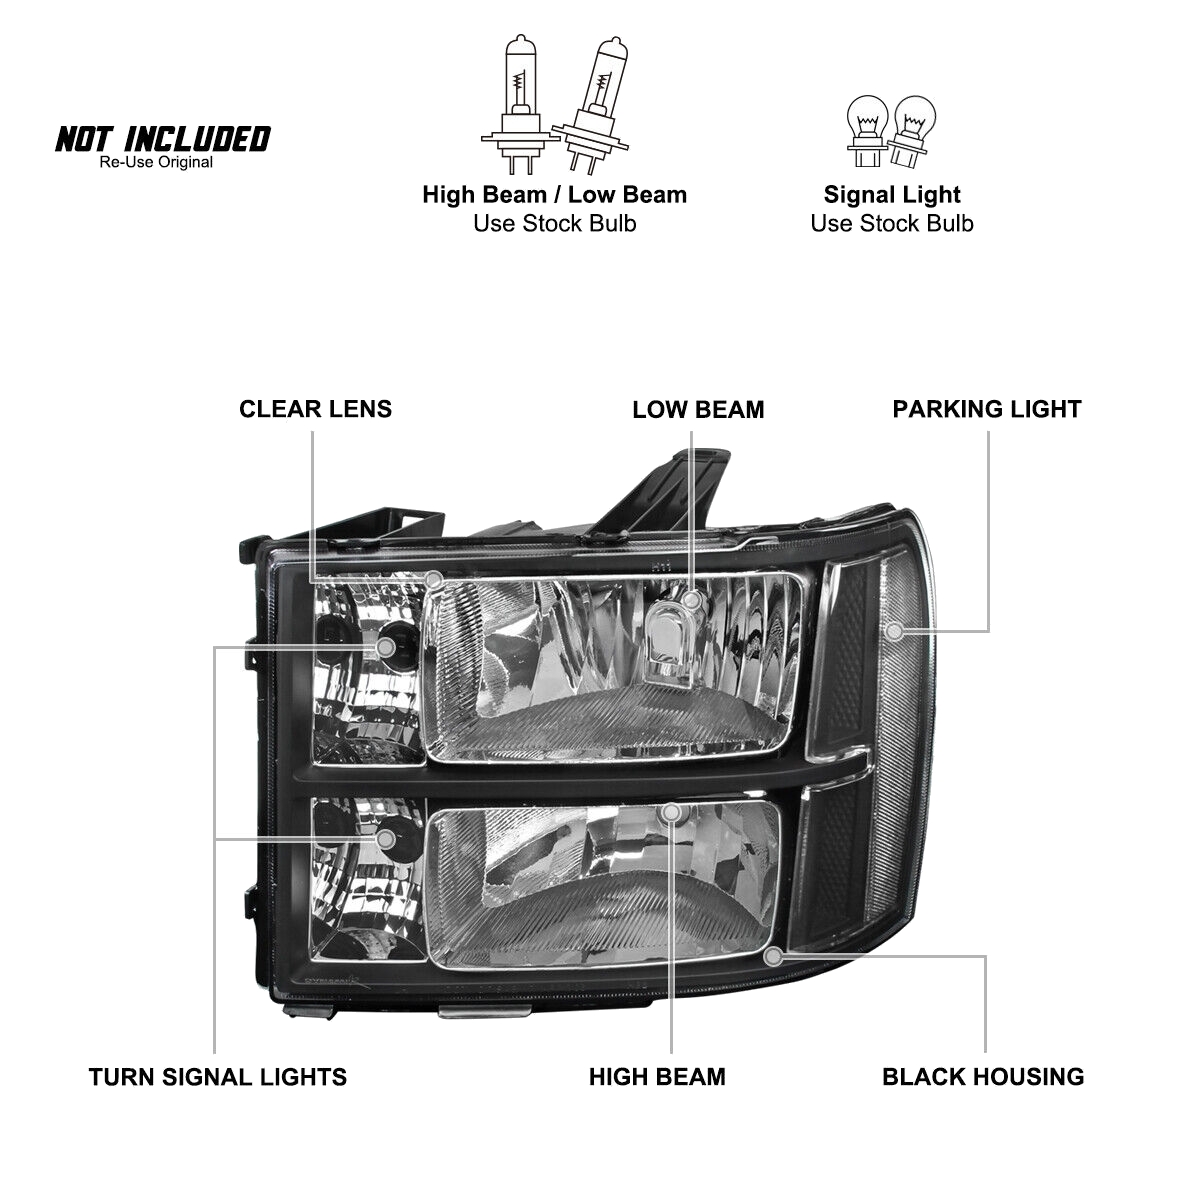 NOT INCLUDED
Re-Use Original
High Beam / Low Beam
Use Stock Bulb
Signal Light
Use Stock Bulb
CLEAR LENS
LOW BEAM
PARKING LIGHT
H11
TURN SIGNAL LIGHTS
HIGH BEAM
BLACK HOUSING